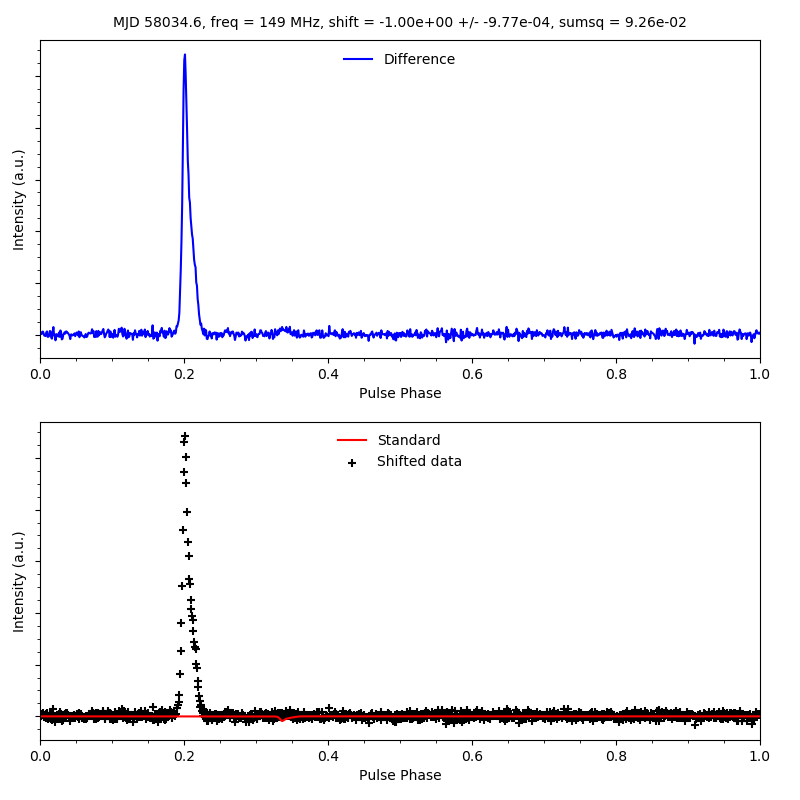 MJD 58034.6, freq = 149 MHz, shift = -1.00e+00 +/- -9.77e-04, sumsq = 9.26e-02
Difference
Intensity (a.u.)
0.0 0.2 0.4 0.6 0.8 1.0
Pulse Phase
Standard
Shifted data
Intensity (a.u.)
0.0 0.2 0.4 0.6 0.8 1.0
Pulse Phase